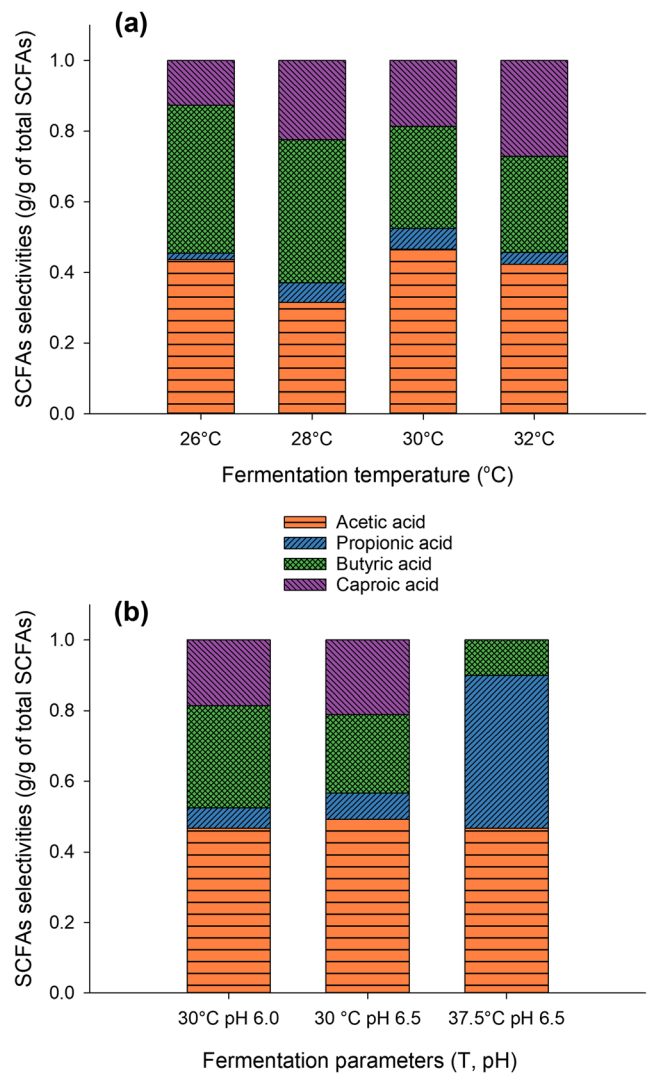 (a)
SCFAs selectivities (g/g of total SCFAs)
1.0
0.8
0.6
0.4
0.2
0.0
26°C 28°C 30°C 32°C
Fermentation temperature (°C)
Acetic acid
Propionic acid
Butyric acid
Caproic acid
(b)
SCFAs selectivities (g/g of total SCFAs)
1.0
0.8
0.6
0.4
0.2
0.0
30°C pH 6.0 30 °C pH 6.5 37.5°C pH 6.5
Fermentation parameters (T, pH)